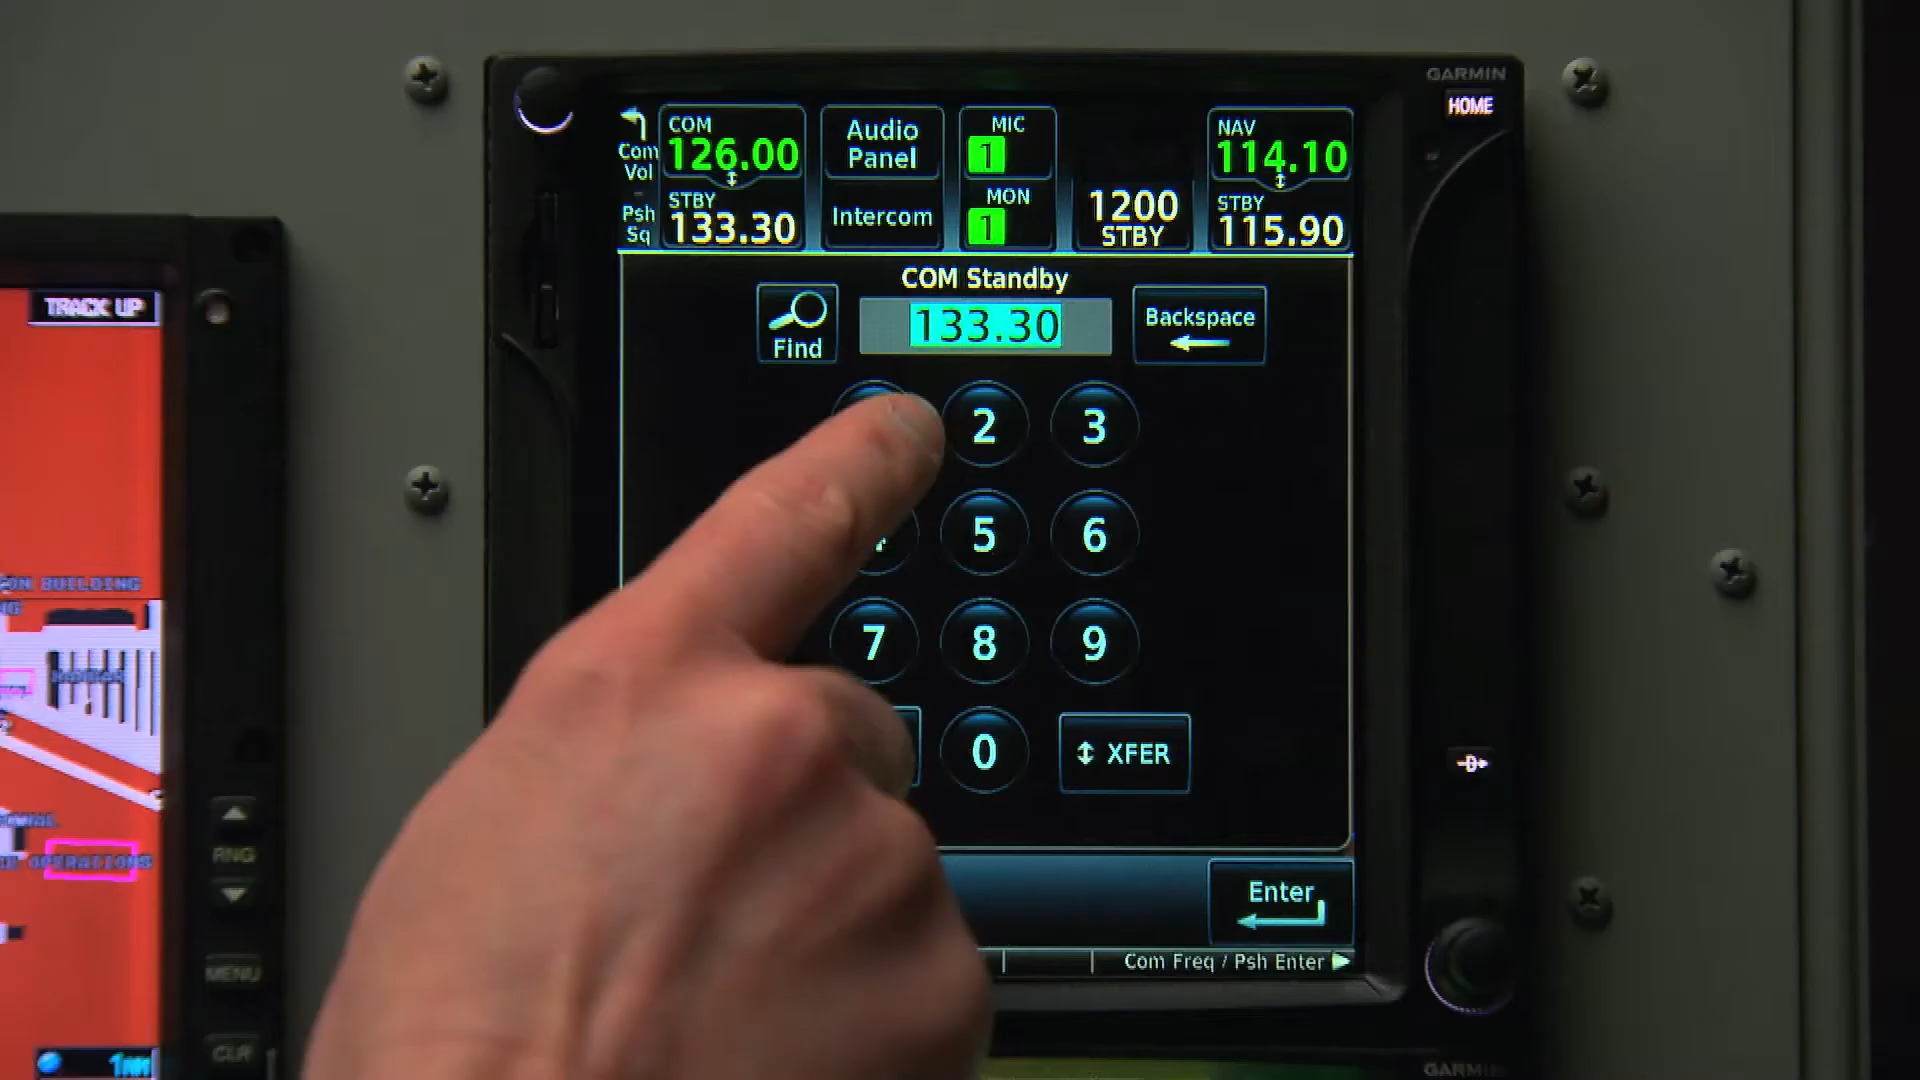 GARMIN
HOME
COM
126.00
Com
Vol
Psh
Sq
STBY
133.30
Audio
Panel
Intercom
MIC
1
MON
1
1200
STBY
NAV
114.10
STBY
115.90
COM Standby
Find
133.30
Backspace
2
3
5
6
7
8
9
0
XFER
Enter
Com Freq / Psh Enter
TRACK UP
BUILDING
OPERATIONS
RNG
MENU
CLR
1NM
GARMIN